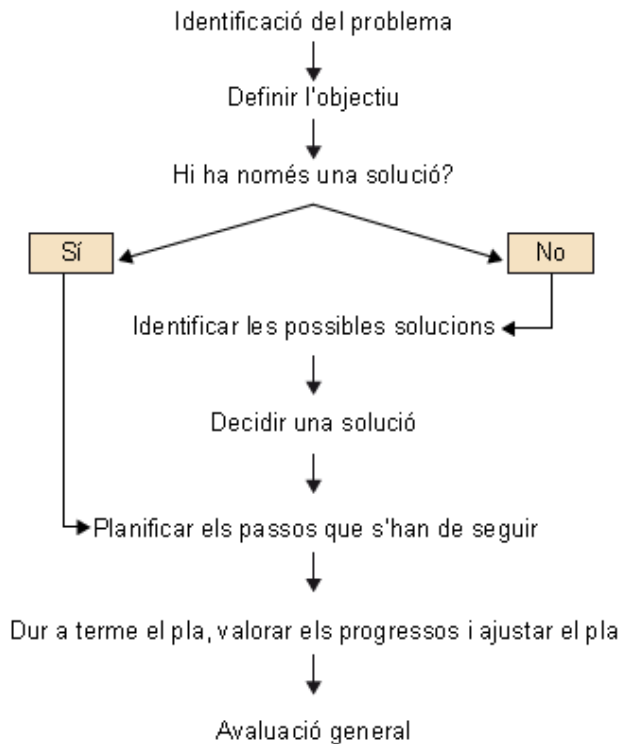 Identificació del problema
Definir l'objectiu
Hi ha només una solució?
Sí
No
Identificar les possibles solucions
Decidir una solució
Planificar els passos que s'han de seguir
Dur a terme el pla, valorar els progressos i ajustar el pla
Avaluació general